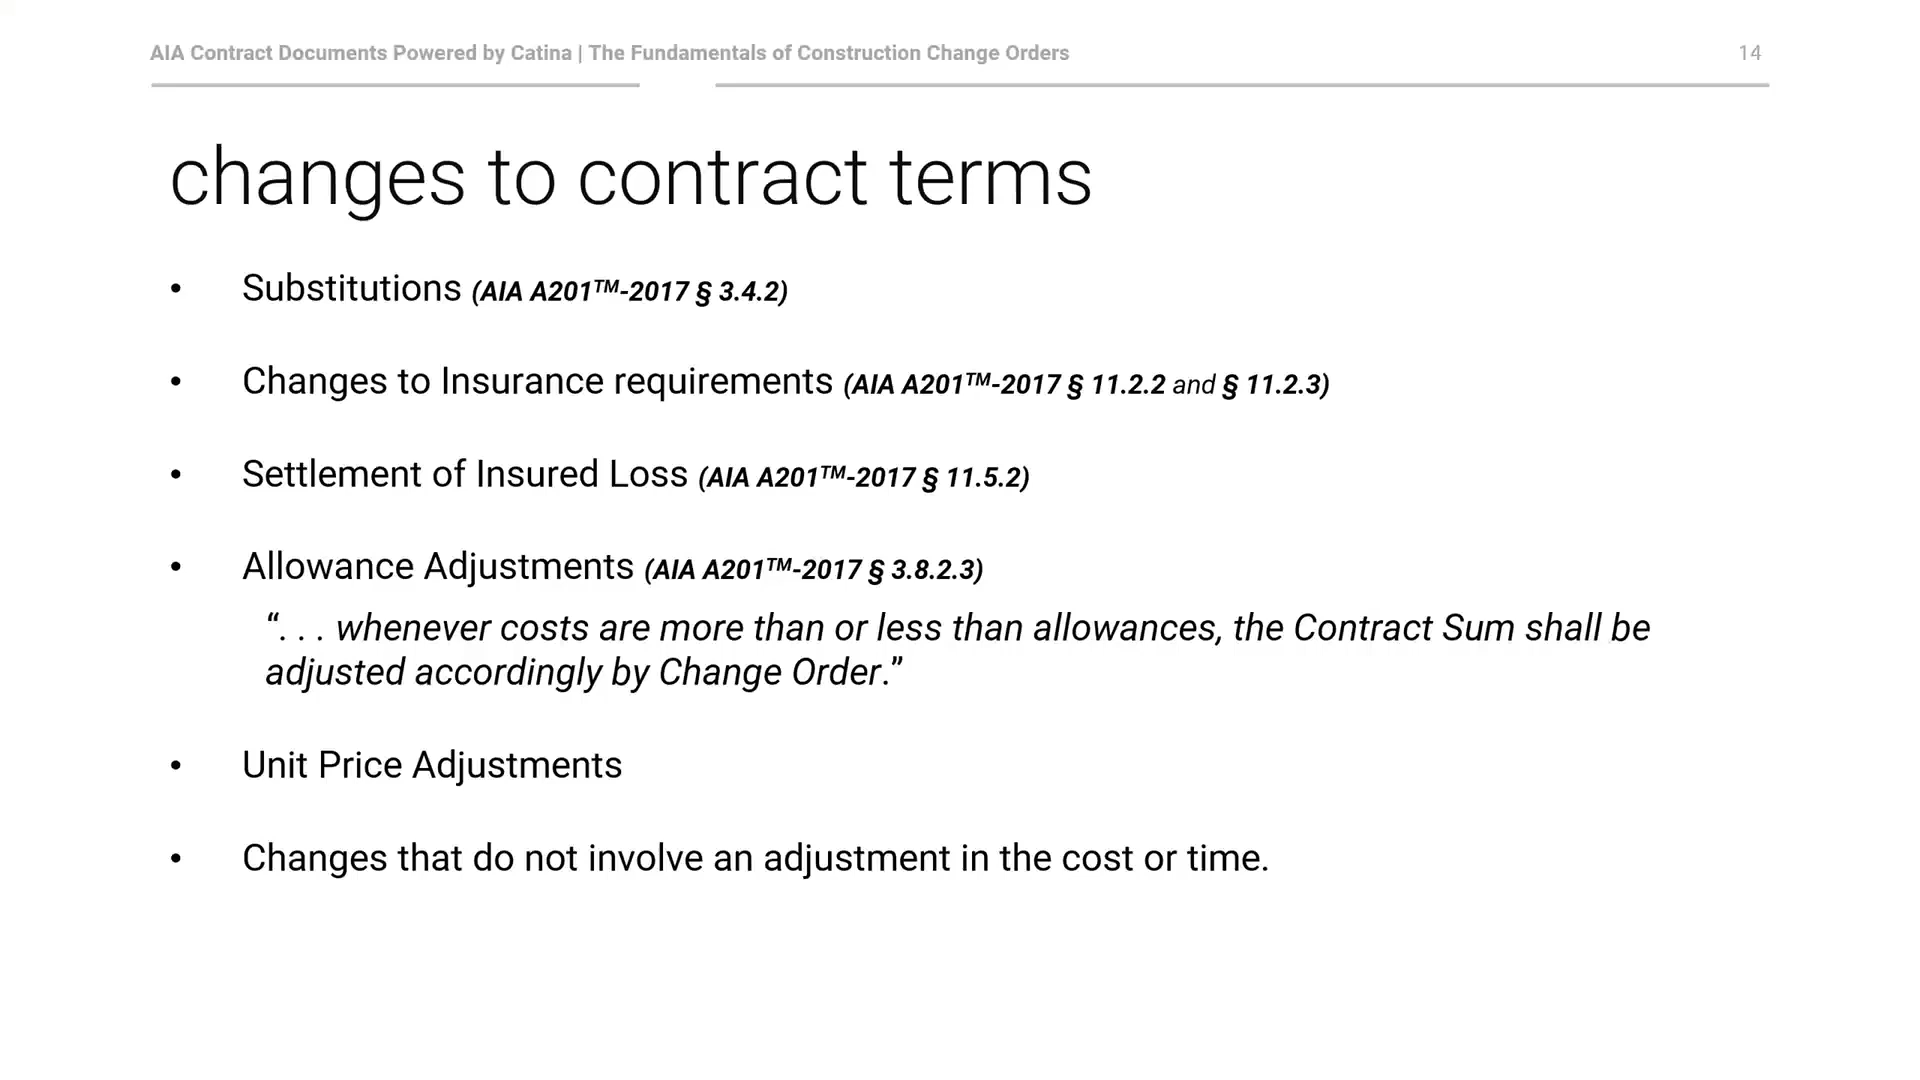 AIA Contract Documents Powered by Catina | The Fundamentals of Construction Change Orders 14
changes to contract terms
• Substitutions (AIA A201™-2017 § 3.4.2)
• Changes to Insurance requirements (AIA A201™-2017 § 11.2.2 and § 11.2.3)
• Settlement of Insured Loss (AIA A201™-2017 § 11.5.2)
• Allowance Adjustments (AIA A201™-2017 § 3.8.2.3)
“. . . whenever costs are more than or less than allowances, the Contract Sum shall be
adjusted accordingly by Change Order.”
• Unit Price Adjustments
• Changes that do not involve an adjustment in the cost or time.